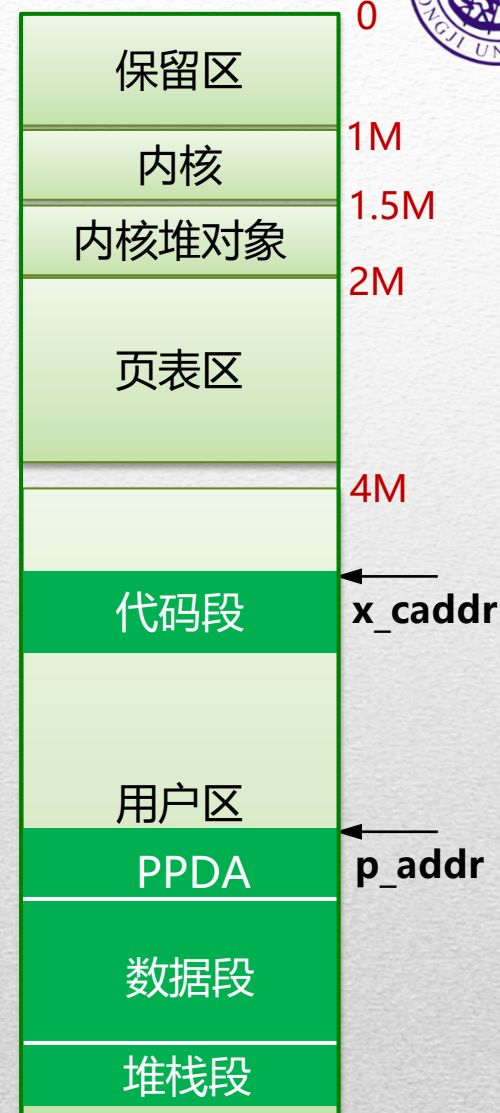 0
保留区
1M
内核
1.5M
内核堆对象
2M
页表区
4M
代码段
x_caddr
用户区
PPDA
p_addr
数据段
堆栈段